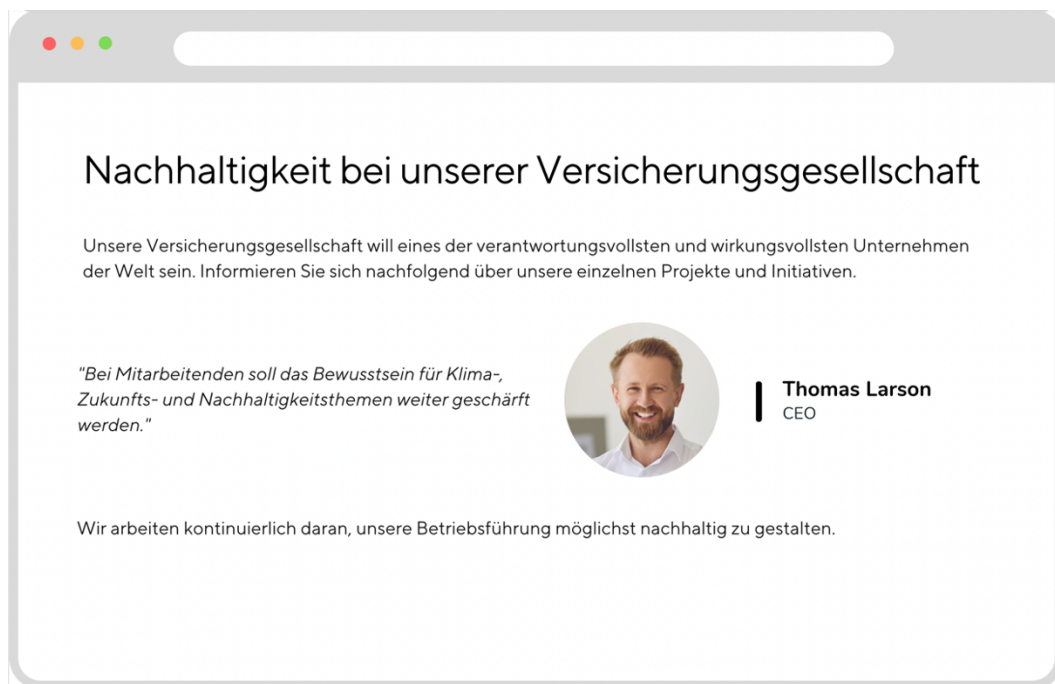 Nachhaltigkeit bei unserer Versicherungsgesellschaft
Unsere Versicherungsgesellschaft will eines der verantwortungsvollsten und wirkungsvollsten Unternehmen
der Welt sein. Informieren Sie sich nachfolgend über unsere einzelnen Projekte und Initiativen.
"Bei Mitarbeitenden soll das Bewusstsein für Klima-,
Zukunfts- und Nachhaltigkeitsthemen weiter geschärft
werden."
Thomas Larson
CEO
Wir arbeiten kontinuierlich daran, unsere Betriebsführung möglichst nachhaltig zu gestalten.